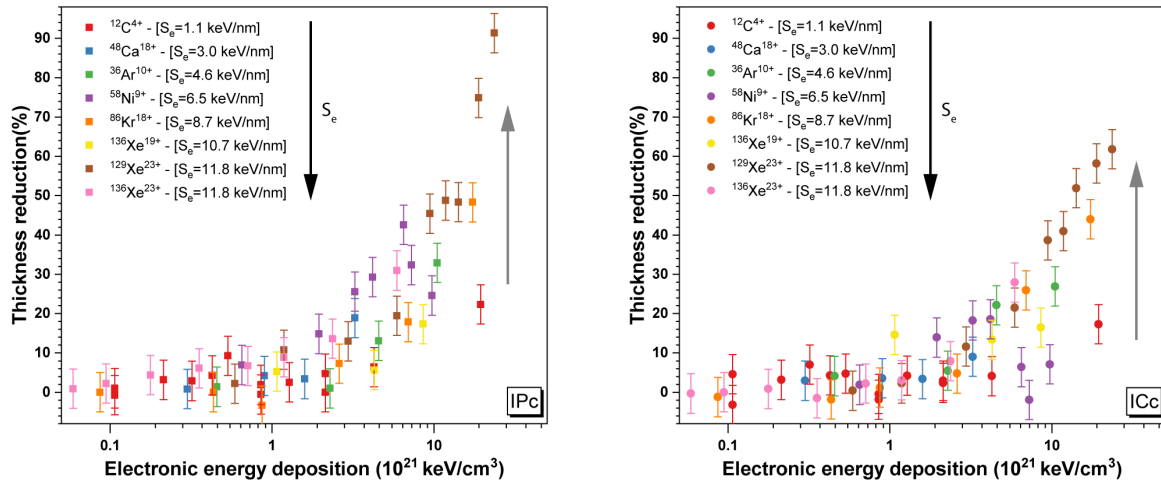 90
80
70
60
50
40
30
20
10
0
Thickness reduction(%)
¹²C⁴⁺ - [Sₑ=1.1 keV/nm]
⁴⁸Ca¹⁸⁺ - [Sₑ=3.0 keV/nm]
³⁶Ar¹⁰⁺ - [Sₑ=4.6 keV/nm]
⁵⁸Ni⁹⁺ - [Sₑ=6.5 keV/nm]
⁸⁶Kr¹⁸⁺ - [Sₑ=8.7 keV/nm]
¹³⁶Xe¹⁹⁺ - [Sₑ=10.7 keV/nm]
¹²⁹Xe²³⁺ - [Sₑ=11.8 keV/nm]
¹³⁶Xe²³⁺ - [Sₑ=11.8 keV/nm]
Sₑ
IPc
0.1 1 10
Electronic energy deposition (10²¹ keV/cm³)
90
80
70
60
50
40
30
20
10
0
Thickness reduction(%)
¹²C⁴⁺ - [Sₑ=1.1 keV/nm]
⁴⁸Ca¹⁸⁺ - [Sₑ=3.0 keV/nm]
³⁶Ar¹⁰⁺ - [Sₑ=4.6 keV/nm]
⁵⁸Ni⁹⁺ - [Sₑ=6.5 keV/nm]
⁸⁶Kr¹⁸⁺ - [Sₑ=8.7 keV/nm]
¹³⁶Xe¹⁹⁺ - [Sₑ=10.7 keV/nm]
¹²⁹Xe²³⁺ - [Sₑ=11.8 keV/nm]
¹³⁶Xe²³⁺ - [Sₑ=11.8 keV/nm]
Sₑ
ICc
0.1 1 10
Electronic energy deposition (10²¹ keV/cm³)